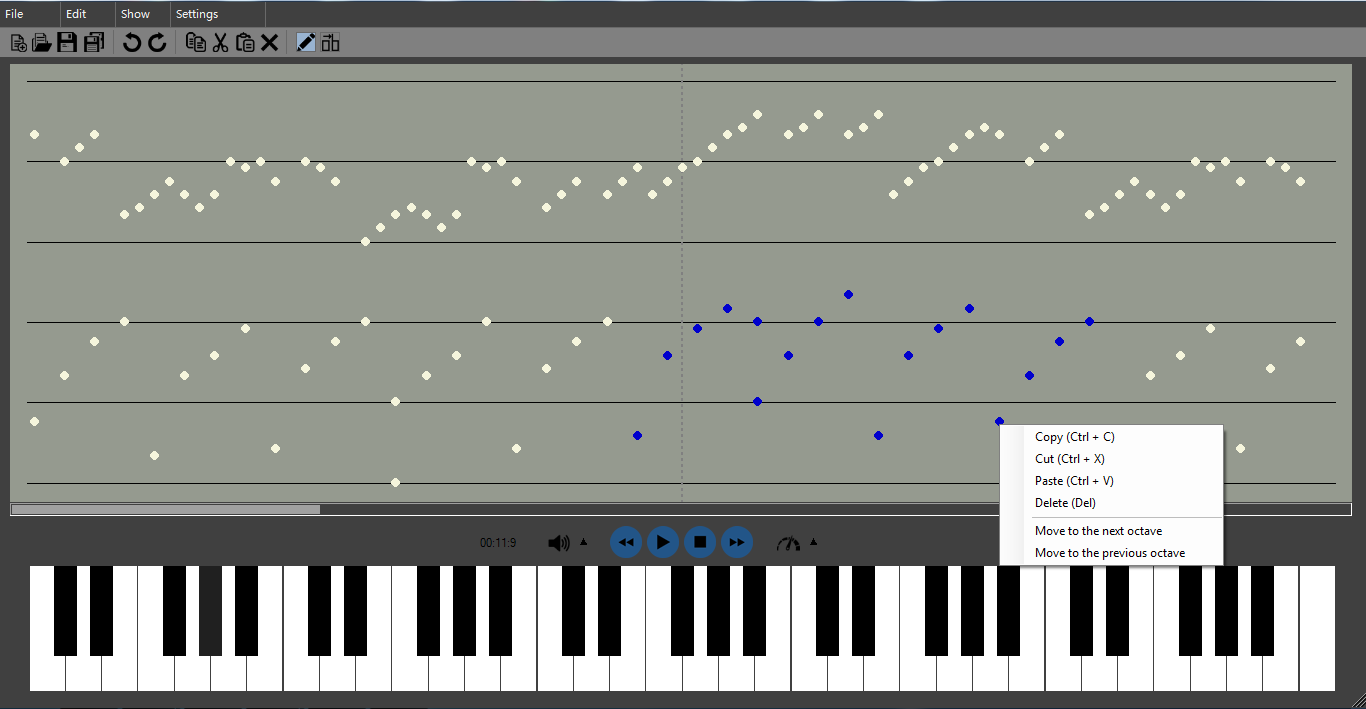 File Edit Show Settings
Copy (Ctrl + C)
Cut (Ctrl + X)
Paste (Ctrl + V)
Delete (Del)
Move to the next octave
Move to the previous octave
00:11:9